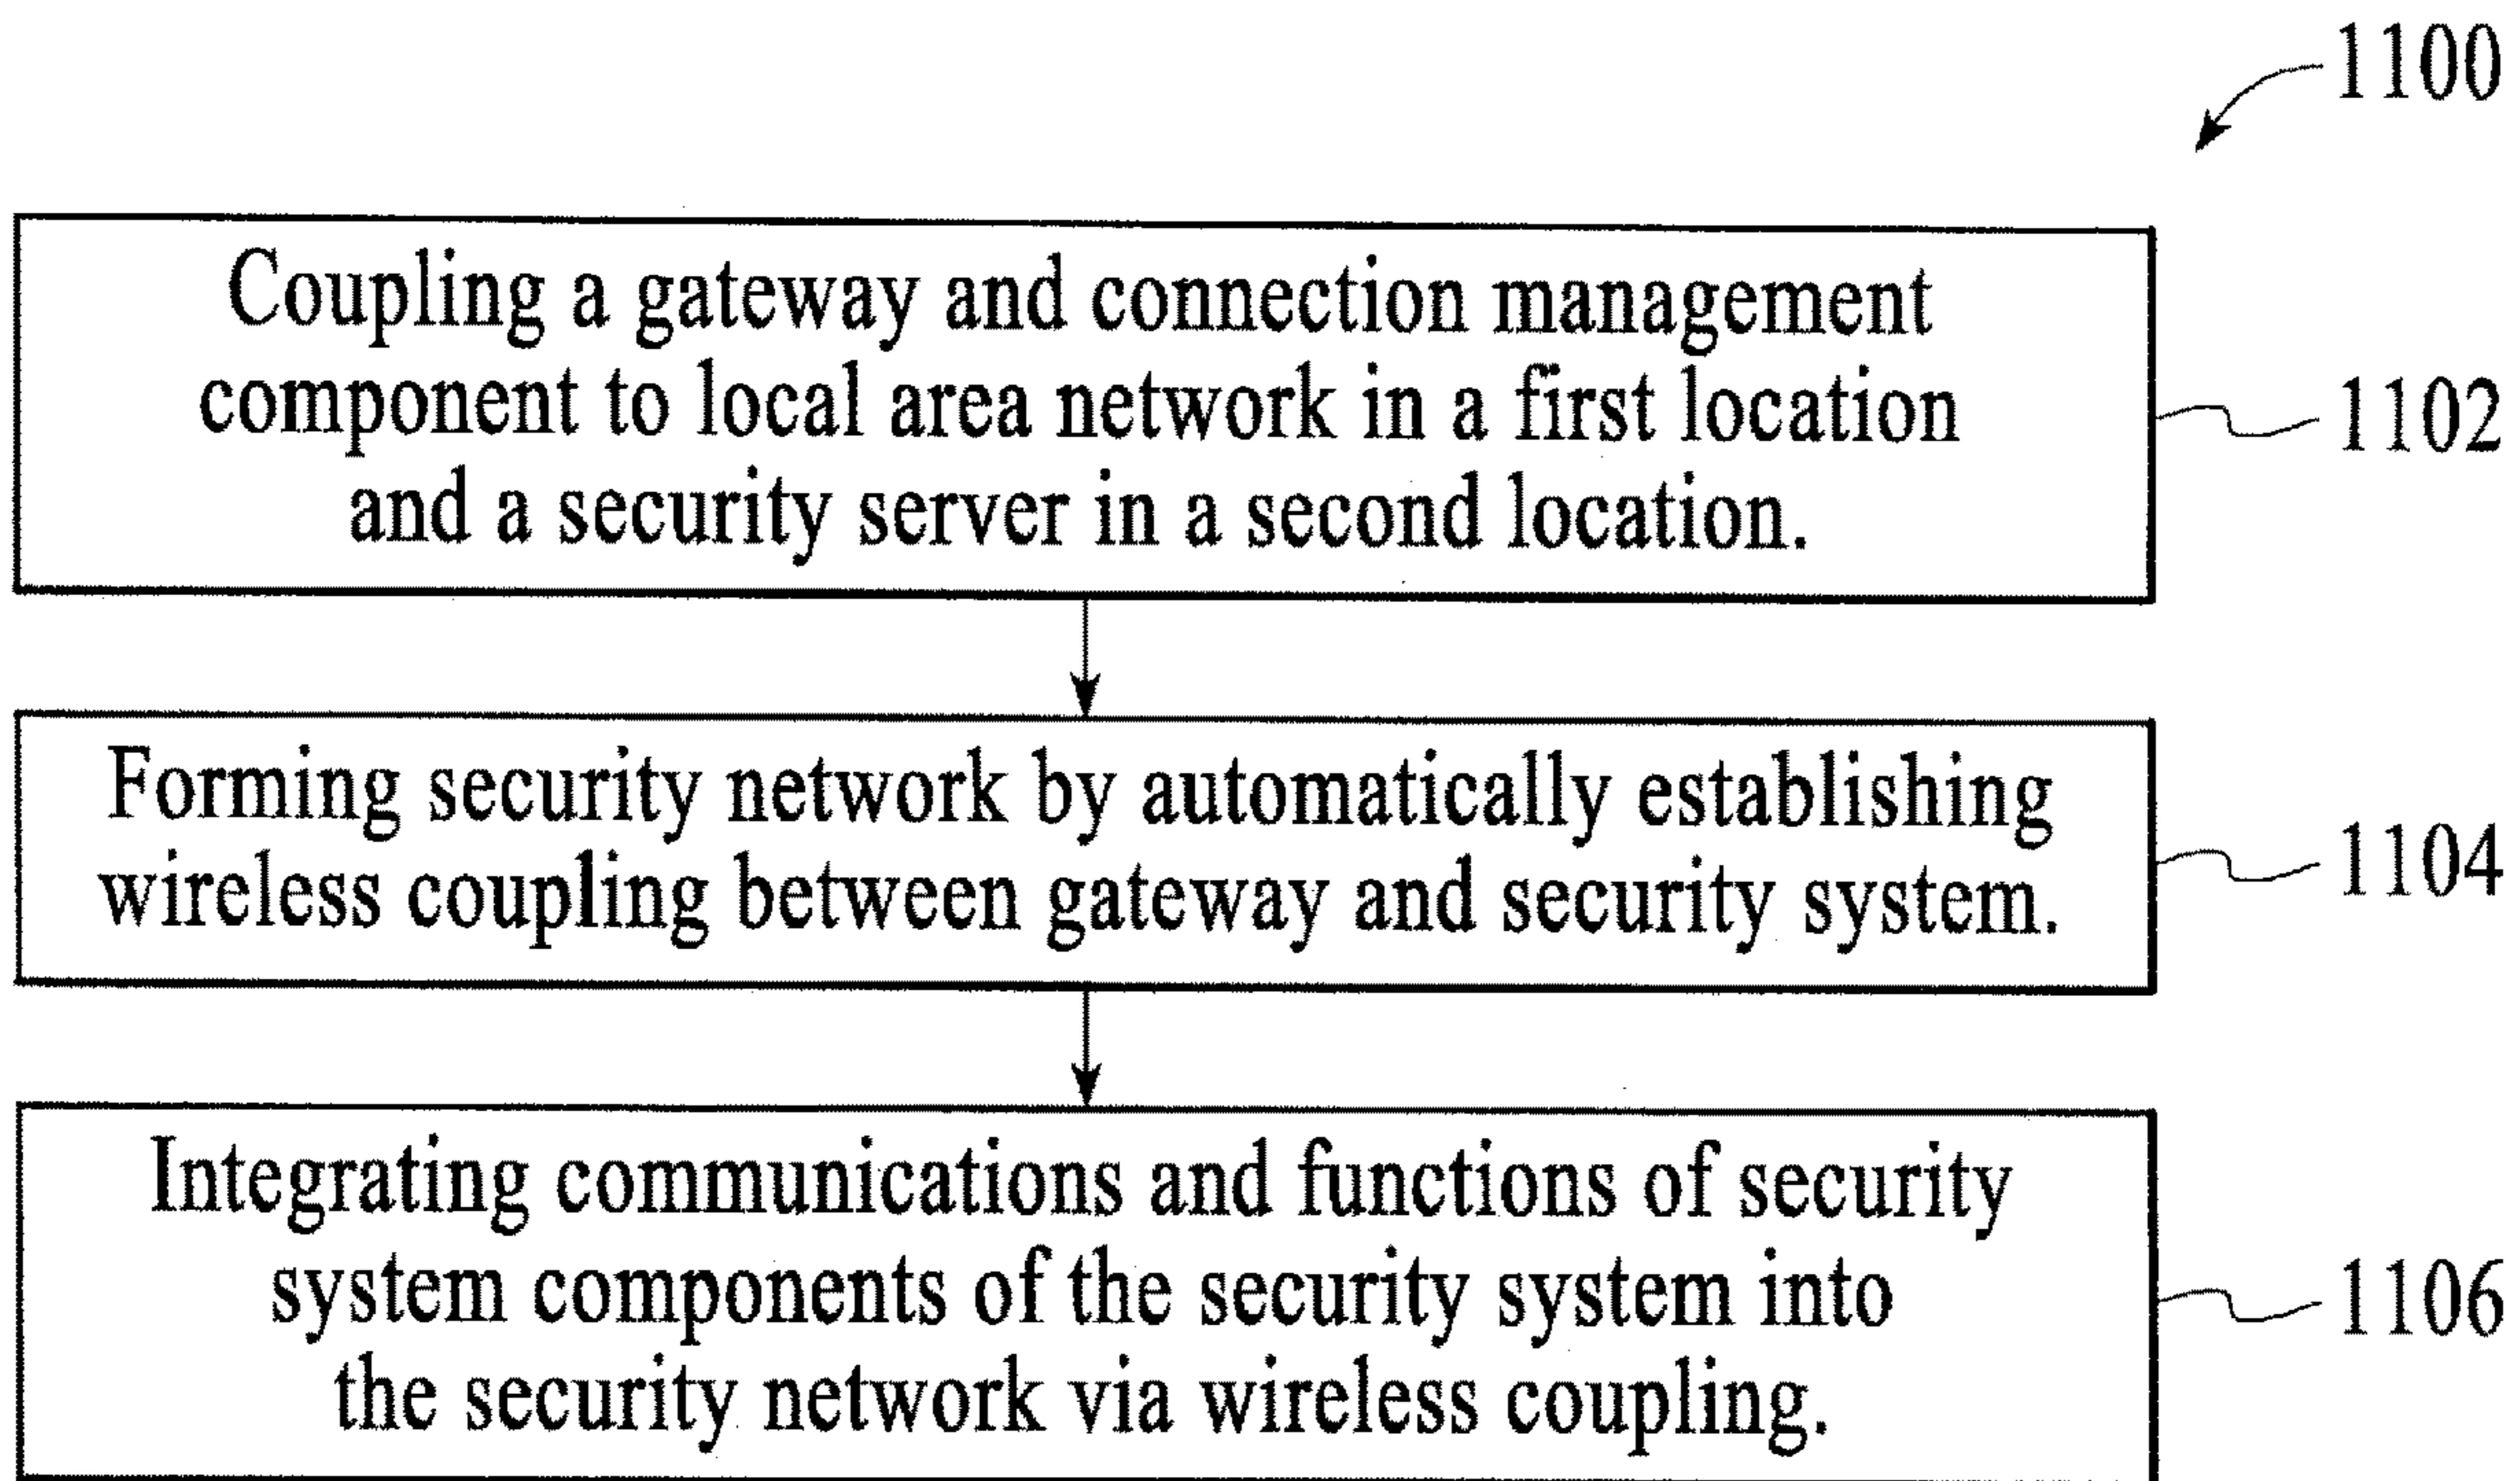 1100
Coupling a gateway and connection management
component to local area network in a first location
and a security server in a second location.
1102
Forming security network by automatically establishing
wireless coupling between gateway and security system.
1104
Integrating communications and functions of security
system components of the security system into
the security network via wireless coupling.
1106